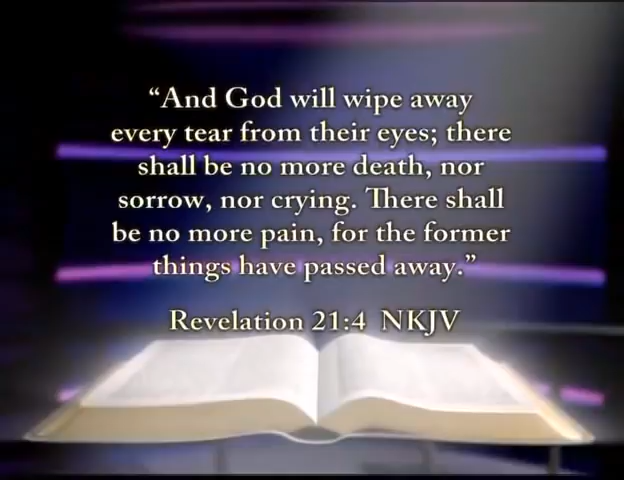 “And God will wipe away
every tear from their eyes; there
shall be no more death, nor
sorrow, nor crying. There shall
be no more pain, for the former
things have passed away.”
Revelation 21:4 NKJV